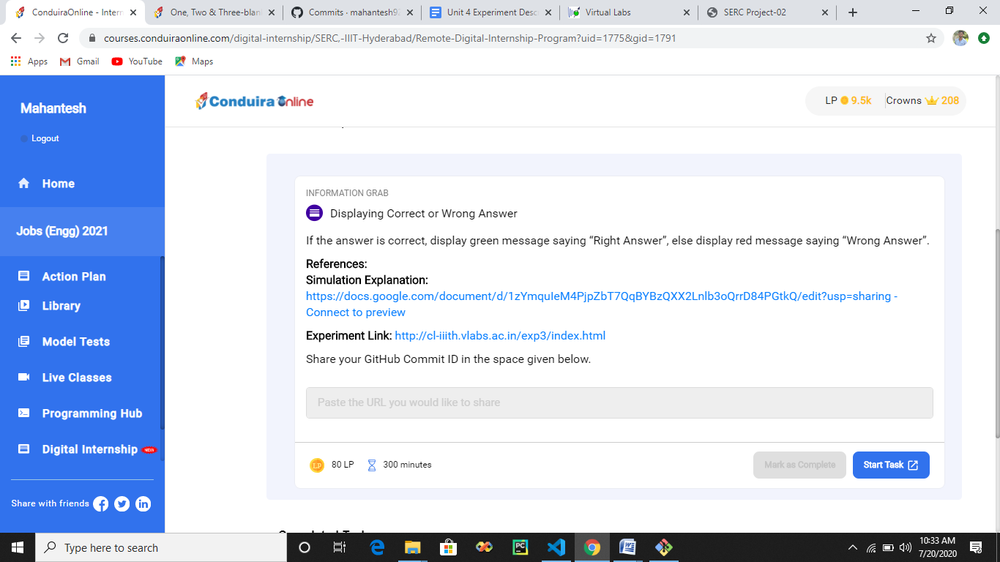 ConduiraOnline - Intern
One, Two & Three-blank
Commits · mahantesh92
Unit 4 Experiment Desc
Virtual Labs
SERC Project-02
courses.conduiraonline.com/digital-internship/SERC,-IIIT-Hyderabad/Remote-Digital-Internship-Program?uid=1775&gid=1791
Apps
Gmail
YouTube
Maps
Mahantesh
Logout
Home
Jobs (Engg) 2021
Action Plan
Library
Model Tests
Live Classes
Programming Hub
Digital Internship NEW
Share with friends
Conduira Online
LP 9.5k Crowns 208
INFORMATION GRAB
Displaying Correct or Wrong Answer
If the answer is correct, display green message saying “Right Answer”, else display red message saying “Wrong Answer”.
References:
Simulation Explanation:
https://docs.google.com/document/d/1zYmquIeM4PjpZbT7QqBYBzQXX2Lnlb3oQrrD84PGtkQ/edit?usp=sharing -
Connect to preview
Experiment Link: http://cl-iiith.vlabs.ac.in/exp3/index.html
Share your GitHub Commit ID in the space given below.
Paste the URL you would like to share
LP 80 LP 300 minutes
Mark as Complete
Start Task
Type here to search
PC
10:33 AM
7/20/2020